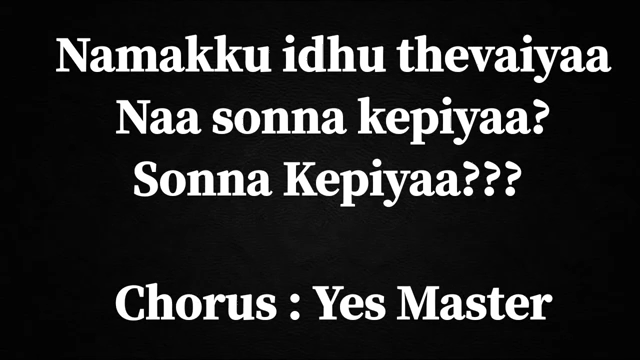 Namakku idhu thevaiyaa
Naa sonna kepiyaa?
Sonna Kepiyaa???
Chorus : Yes Master